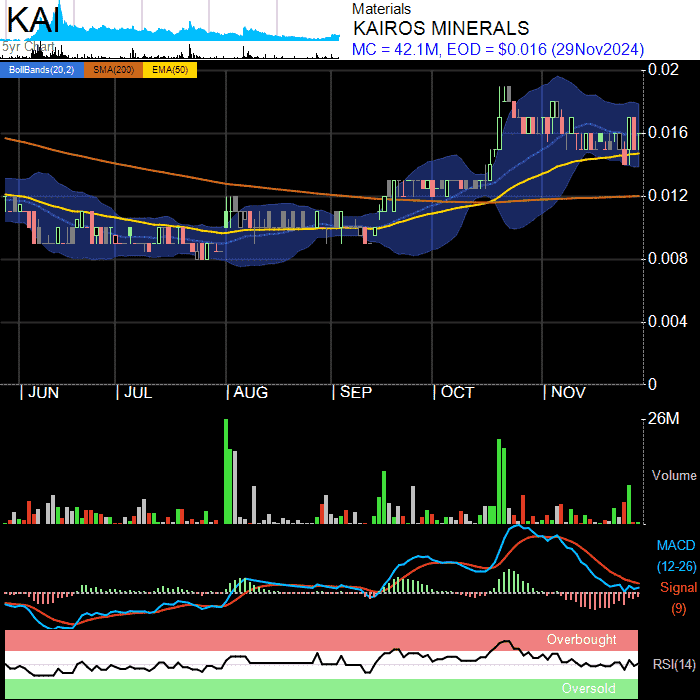 KAI
5yr Chart
Materials
KAIROS MINERALS
MC = 42.1M, EOD = $0.016 (29Nov2024)
BollBands(20,2) SMA(200) EMA(50)
0.02
0.016
0.012
0.008
0.004
0
JUN JUL AUG SEP OCT NOV
26M
Volume
MACD
(12-26)
Signal
(9)
Overbought
RSI(14)
Oversold